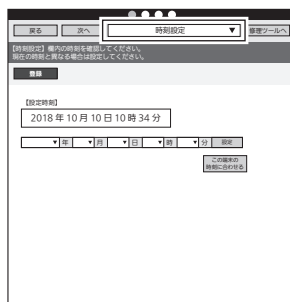 戻る 次へ 時刻設定 ▼ 修理ツールへ
【時刻設定】欄内の時刻を確認してください。
現在の時刻と異なる場合は設定してください。
登録
【設定時刻】
2018 年 10 月 10 日 10 時 34 分
▼ 年 ▼ 月 ▼ 日 ▼ 時 ▼ 分 設定
この端末の
時刻に合わせる